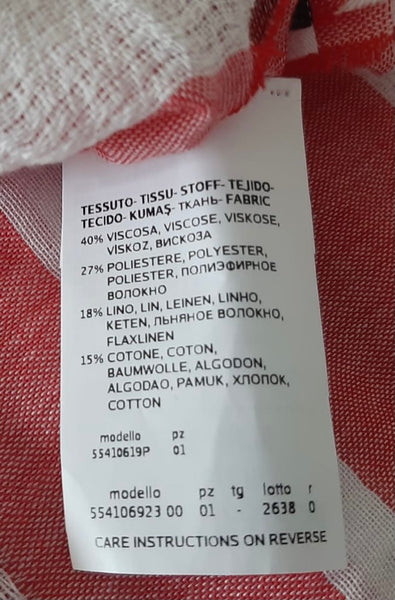 TESSUTO- TISSU- STOFF- TEJIDO-
TECIDO- KUMAŞ- ТКАНЬ- FABRIC
40% VISCOSA, VISCOSE, VISKOSE,
VİSKOZ, ВИСКОЗА
27% POLIESTERE, POLYESTER,
POLIESTER, ПОЛИЭФИРНОЕ
ВОЛОКНО
18% LINO, LIN, LEINEN, LINHO,
KETEN, ЛЬНЯНОЕ ВОЛОКНО,
FLAXLINEN
15% COTONE, COTON,
BAUMWOLLE, ALGODON,
ALGODAO, PAMUK, ХЛОПОК,
COTTON
modello pz
55410619P 01
modello pz tg lotto r
554106923 00 01 - 2638 0
CARE INSTRUCTIONS ON REVERSE